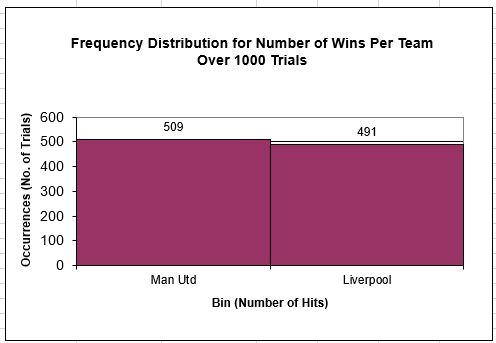 Frequency Distribution for Number of Wins Per Team
Over 1000 Trials
Occurrences (No. of Trials)
600
500
400
300
200
100
0
509
491
Man Utd
Liverpool
Bin (Number of Hits)